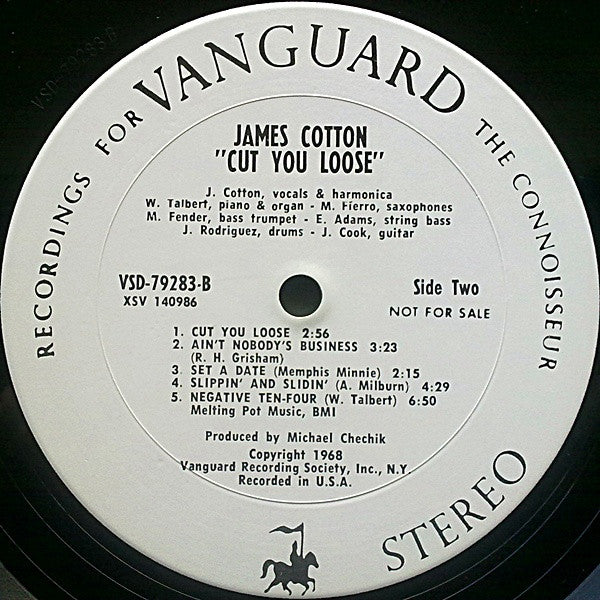 RECORDINGS FOR VANGUARD THE CONNOISSEUR
VSD-79283
JAMES COTTON
"CUT YOU LOOSE"
J. Cotton, vocals & harmonica
W. Talbert, piano & organ - M. Fierro, saxophones
M. Fender, bass trumpet - E. Adams, string bass
J. Rodriguez, drums - J. Cook, guitar
VSD-79283-B
XSV 140986
Side Two
NOT FOR SALE
1. CUT YOU LOOSE 2:56
2. AIN'T NOBODY'S BUSINESS 3:23
(R. H. Grisham)
3. SET A DATE (Memphis Minnie) 2:15
4. SLIPPIN' AND SLIDIN' (A. Milburn) 4:29
5. NEGATIVE TEN-FOUR (W. Talbert) 6:50
Melting Pot Music, BMI
Produced by Michael Chechik
Copyright 1968
Vanguard Recording Society, Inc., N.Y.
Recorded in U.S.A.
STEREO